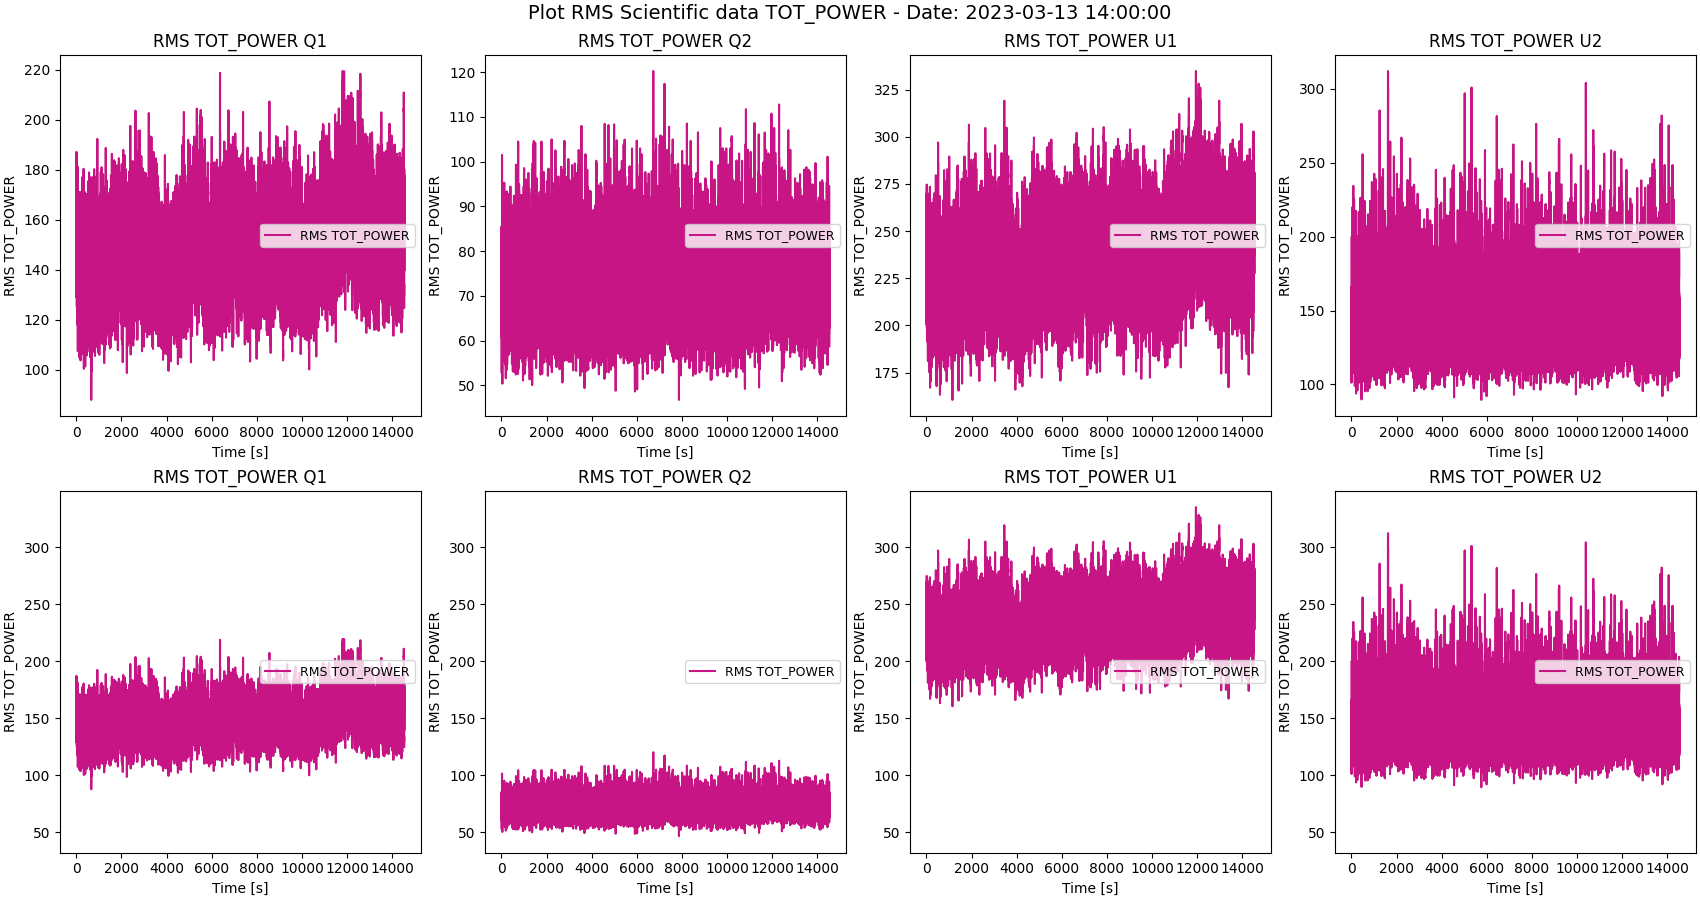 Plot RMS Scientific data TOT_POWER - Date: 2023-03-13 14:00:00
RMS TOT_POWER Q1
RMS TOT_POWER
220
200
180
160
140
120
100
RMS TOT_POWER
0 2000 4000 6000 8000 10000 12000 14000
Time [s]
RMS TOT_POWER Q2
RMS TOT_POWER
120
110
100
90
80
70
60
50
RMS TOT_POWER
0 2000 4000 6000 8000 10000 12000 14000
Time [s]
RMS TOT_POWER U1
RMS TOT_POWER
325
300
275
250
225
200
175
RMS TOT_POWER
0 2000 4000 6000 8000 10000 12000 14000
Time [s]
RMS TOT_POWER U2
RMS TOT_POWER
300
250
200
150
100
RMS TOT_POWER
0 2000 4000 6000 8000 10000 12000 14000
Time [s]
RMS TOT_POWER Q1
RMS TOT_POWER
300
250
200
150
100
50
RMS TOT_POWER
0 2000 4000 6000 8000 10000 12000 14000
Time [s]
RMS TOT_POWER Q2
RMS TOT_POWER
300
250
200
150
100
50
RMS TOT_POWER
0 2000 4000 6000 8000 10000 12000 14000
Time [s]
RMS TOT_POWER U1
RMS TOT_POWER
300
250
200
150
100
50
RMS TOT_POWER
0 2000 4000 6000 8000 10000 12000 14000
Time [s]
RMS TOT_POWER U2
RMS TOT_POWER
300
250
200
150
100
50
RMS TOT_POWER
0 2000 4000 6000 8000 10000 12000 14000
Time [s]